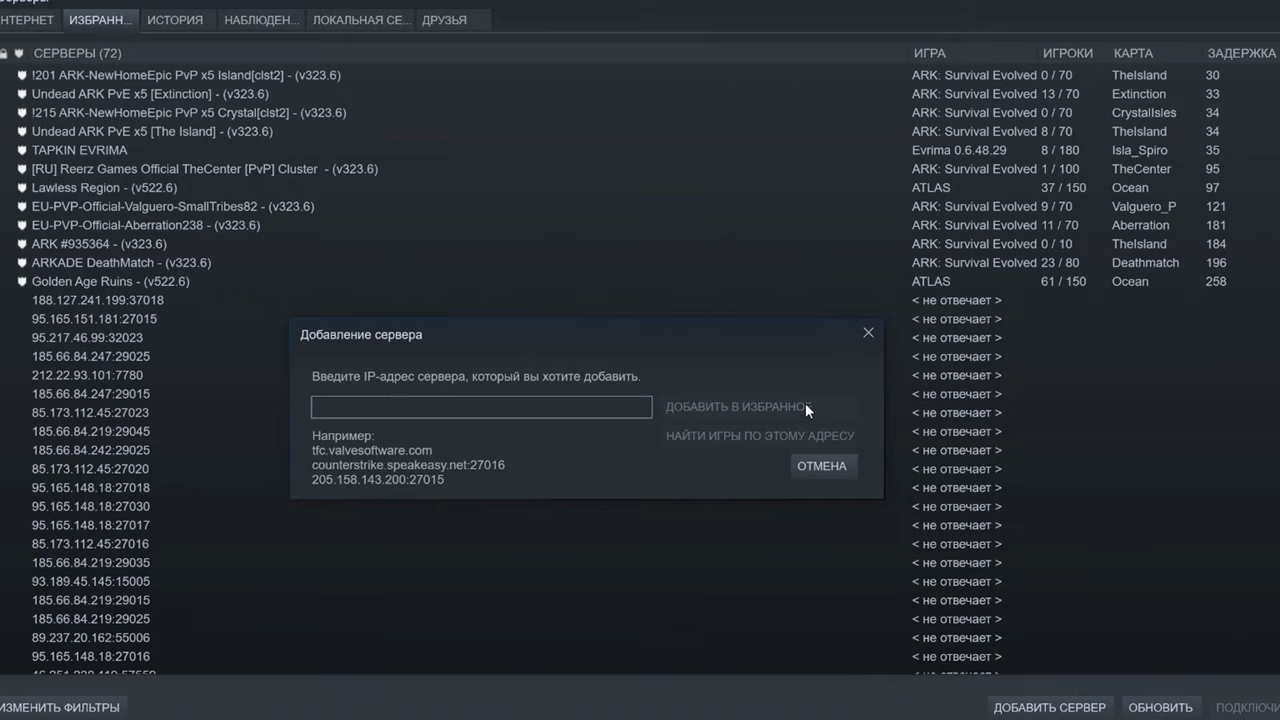 НТЕРНЕТ ИЗБРАНН... ИСТОРИЯ НАБЛЮДЕН... ЛОКАЛЬНАЯ СЕ... ДРУЗЬЯ
СЕРВЕРЫ (72) ИГРА ИГРОКИ КАРТА ЗАДЕРЖКА
!201 ARK-NewHomeEpic PvP x5 Island[clst2] - (v323.6) ARK: Survival Evolved 0 / 70 TheIsland 30
Undead ARK PvE x5 [Extinction] - (v323.6) ARK: Survival Evolved 13 / 70 Extinction 33
!215 ARK-NewHomeEpic PvP x5 Crystal[clst2] - (v323.6) ARK: Survival Evolved 0 / 70 CrystalIsles 34
Undead ARK PvE x5 [The Island] - (v323.6) ARK: Survival Evolved 8 / 70 TheIsland 34
TAPKIN EVRIMA Evrima 0.6.48.29 8 / 180 Isla_Spiro 35
[RU] Reerz Games Official TheCenter [PvP] Cluster - (v323.6) ARK: Survival Evolved 1 / 100 TheCenter 95
Lawless Region - (v522.6) ATLAS 37 / 150 Ocean 97
EU-PVP-Official-Valguero-SmallTribes82 - (v323.6) ARK: Survival Evolved 9 / 70 Valguero_P 121
EU-PVP-Official-Aberration238 - (v323.6) ARK: Survival Evolved 11 / 70 Aberration 181
ARK #935364 - (v323.6) ARK: Survival Evolved 0 / 10 TheIsland 184
ARKADE DeathMatch - (v323.6) ARK: Survival Evolved 23 / 80 Deathmatch 196
Golden Age Ruins - (v522.6) ATLAS 61 / 150 Ocean 258
188.127.241.199:37018 < не отвечает >
95.165.151.181:27015 < не отвечает >
95.217.46.99:32023 < не отвечает >
185.66.84.247:29025 < не отвечает >
212.22.93.101:7780 < не отвечает >
185.66.84.247:29015 < не отвечает >
85.173.112.45:27023 < не отвечает >
185.66.84.219:29045 < не отвечает >
185.66.84.242:29025 < не отвечает >
85.173.112.45:27020 < не отвечает >
95.165.148.18:27018 < не отвечает >
95.165.148.18:27030 < не отвечает >
95.165.148.18:27017 < не отвечает >
85.173.112.45:27016 < не отвечает >
185.66.84.219:29035 < не отвечает >
93.189.45.145:15005 < не отвечает >
185.66.84.219:29015 < не отвечает >
185.66.84.219:29025 < не отвечает >
89.237.20.162:55006 < не отвечает >
95.165.148.18:27016 < не отвечает >
Добавление сервера
Введите IP-адрес сервера, который вы хотите добавить.
ДОБАВИТЬ В ИЗБРАННОЕ
Например:
НАЙТИ ИГРЫ ПО ЭТОМУ АДРЕСУ
tfc.valvesoftware.com
counterstrike.speakeasy.net:27016
ОТМЕНА
205.158.143.200:27015
ИЗМЕНИТЬ ФИЛЬТРЫ ДОБАВИТЬ СЕРВЕР ОБНОВИТЬ ПОДКЛЮЧИ